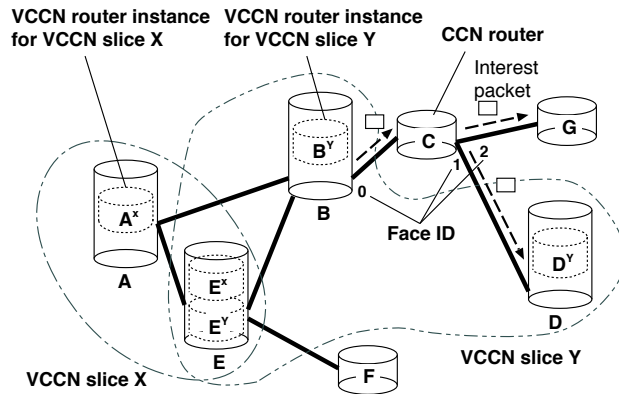 VCCN router instance
for VCCN slice X
VCCN router instance
for VCCN slice Y
CCN router
Interest
packet
B^Y
C
G
1
2
0
B
Face ID
A^X
A
E^X
E^Y
E
D^Y
D
F
VCCN slice X
VCCN slice Y